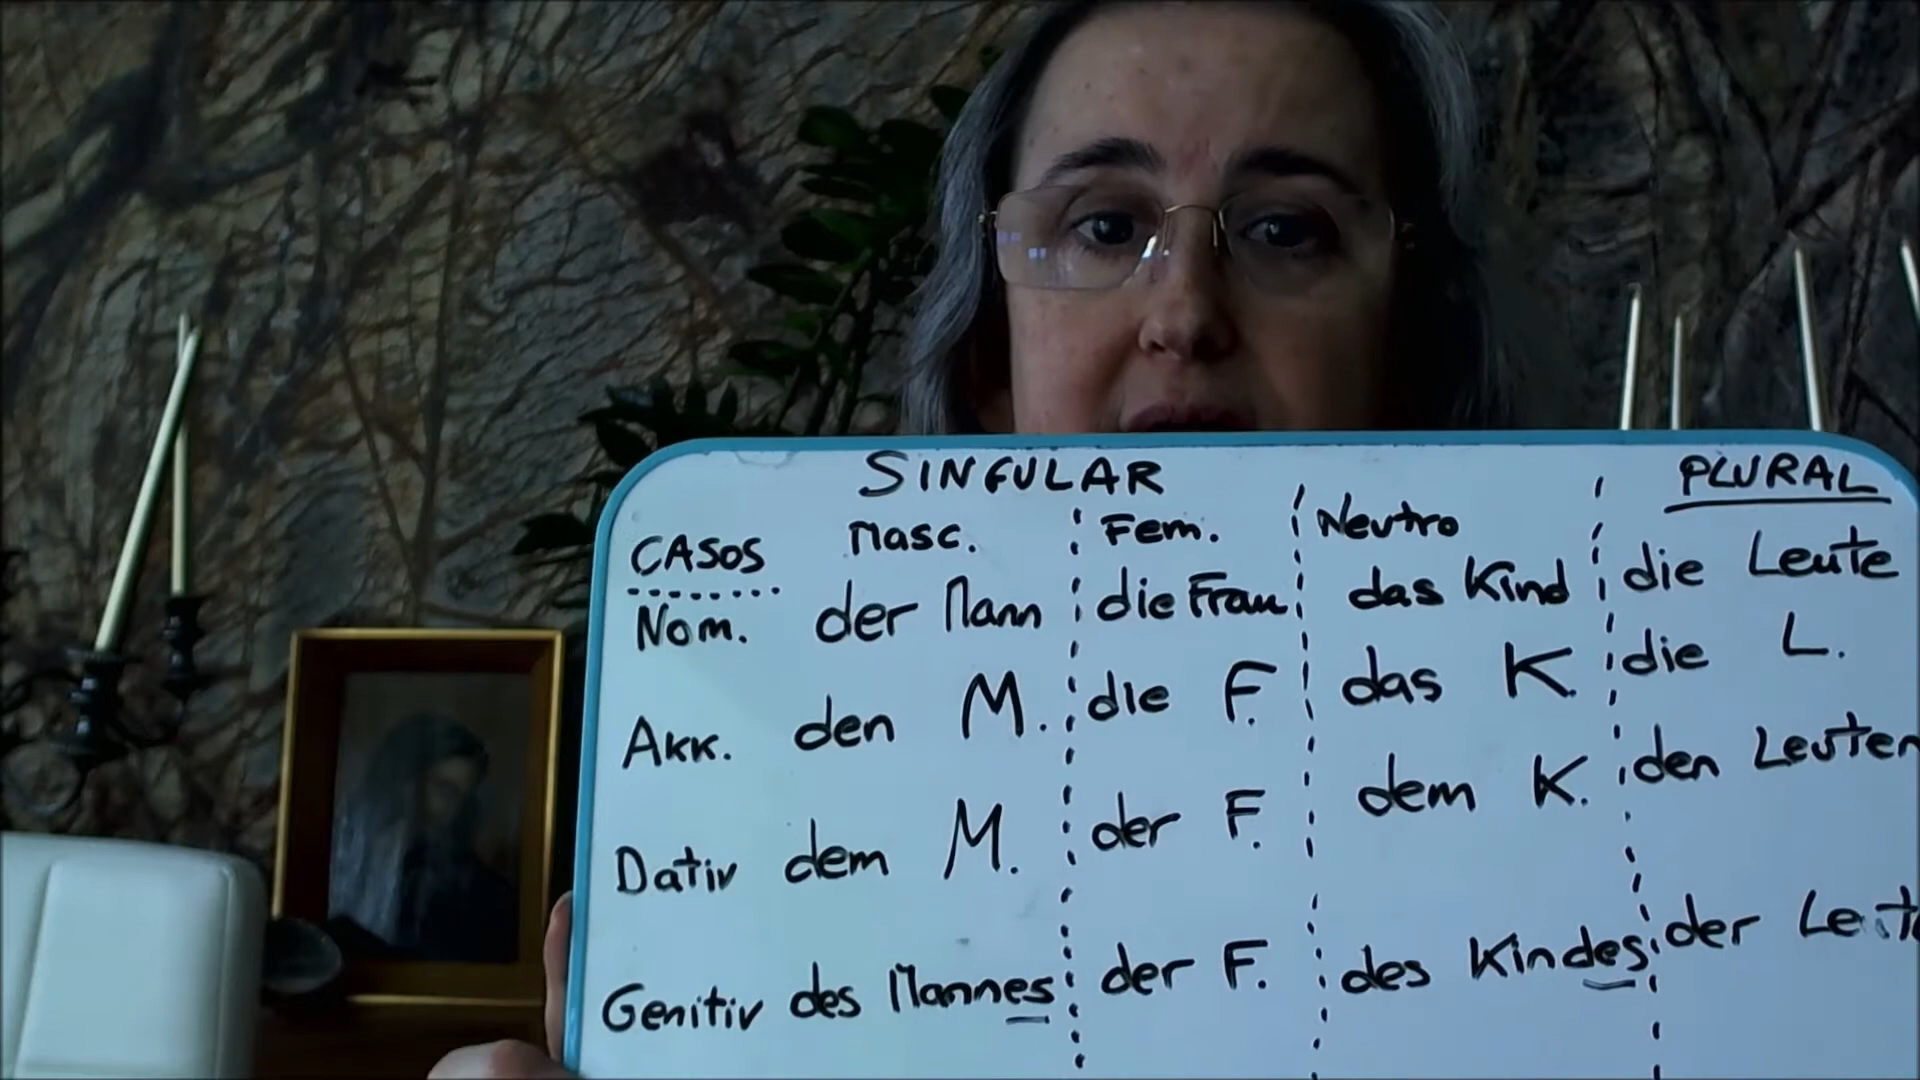 SINGULAR PLURAL
CASOS Masc. Fem. Neutro
Nom. der Mann die Frau das Kind die Leute
Akk. den M. die F. das K. die L.
Dativ dem M. der F. dem K. den Leuten
Genitiv des Mannes der F. des Kindes der